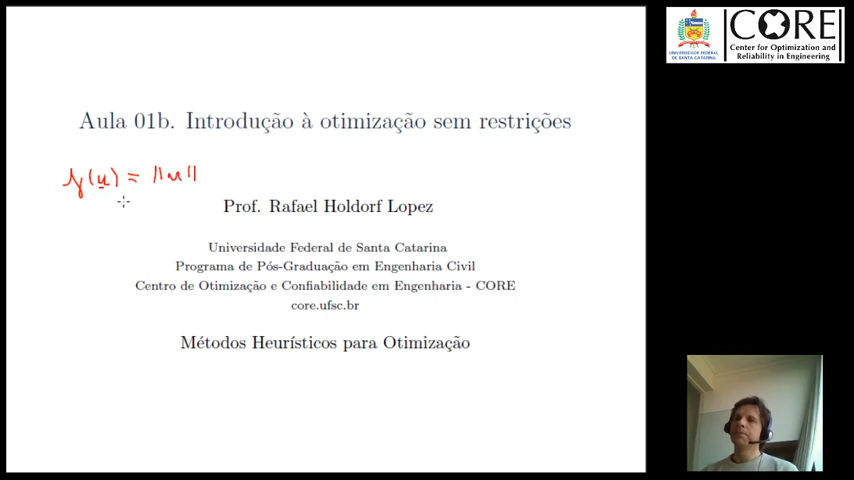 Aula 01b. Introdução à otimização sem restrições
Prof. Rafael Holdorf Lopez
Universidade Federal de Santa Catarina
Programa de Pós-Graduação em Engenharia Civil
Centro de Otimização e Confiabilidade em Engenharia - CORE
core.ufsc.br
Métodos Heurísticos para Otimização
CORE
Center for Optimization and
Reliability in Engineering
UNIVERSIDADE FEDERAL
DE SANTA CATARINA